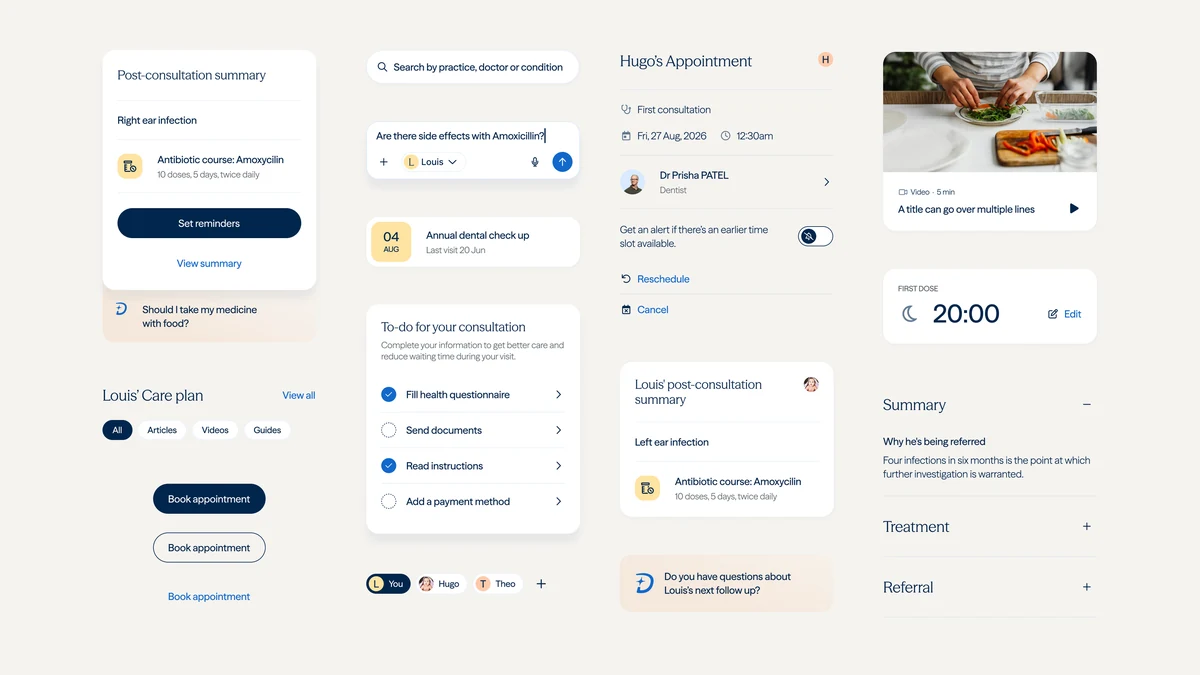 Post-consultation summary
Right ear infection
Antibiotic course: Amoxycilin
10 doses, 5 days, twice daily
Set reminders
View summary
Should I take my medicine
with food?
Louis' Care plan
View all
All
Articles
Videos
Guides
Book appointment
Book appointment
Book appointment
Search by practice, doctor or condition
Are there side effects with Amoxicillin?
L
Louis
04
AUG
Annual dental check up
Last visit 20 Jun
To-do for your consultation
Complete your information to get better care and
reduce waiting time during your visit.
Fill health questionnaire
Send documents
Read instructions
Add a payment method
L
You
Hugo
T
Theo
Hugo's Appointment
H
First consultation
Fri, 27 Aug, 2026
12:30am
Dr Prisha PATEL
Dentist
Get an alert if there's an earlier time
slot available.
Reschedule
Cancel
Louis' post-consultation
summary
Left ear infection
Antibiotic course: Amoxycilin
10 doses, 5 days, twice daily
Do you have questions about
Louis's next follow up?
Video · 5 min
A title can go over multiple lines
FIRST DOSE
20:00
Edit
Summary
Why he's being referred
Four infections in six months is the point at which
further investigation is warranted.
Treatment
Referral